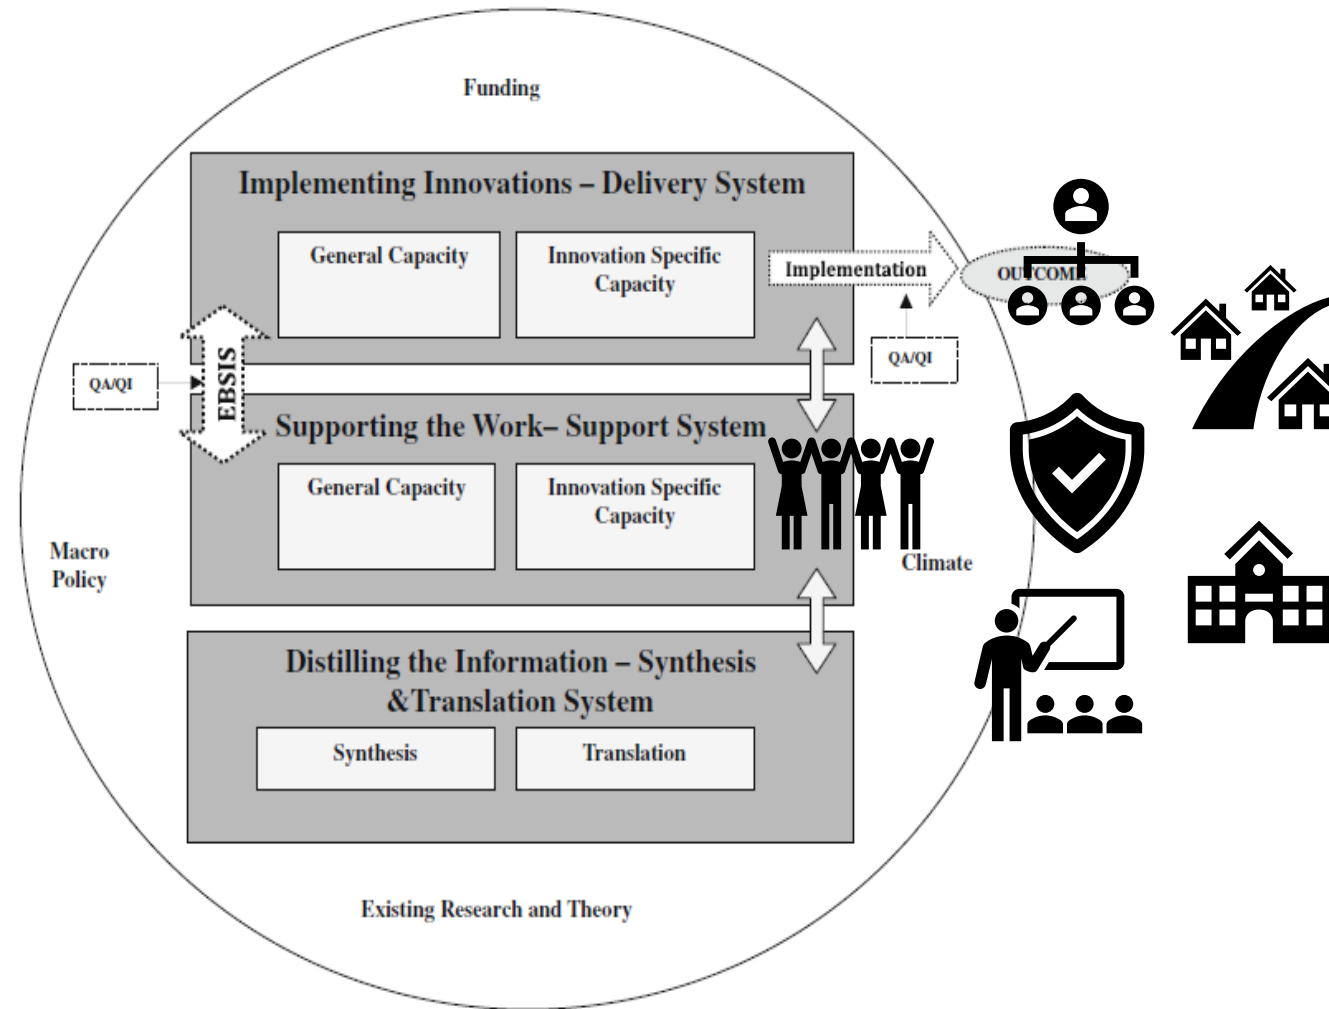 Funding
Implementing Innovations – Delivery System
General Capacity
Innovation Specific
Capacity
Implementation
OUTCOME
QA/QI
QA/QI
EBSIS
Supporting the Work– Support System
General Capacity
Innovation Specific
Capacity
Macro
Policy
Climate
Distilling the Information – Synthesis
&Translation System
Synthesis
Translation
Existing Research and Theory